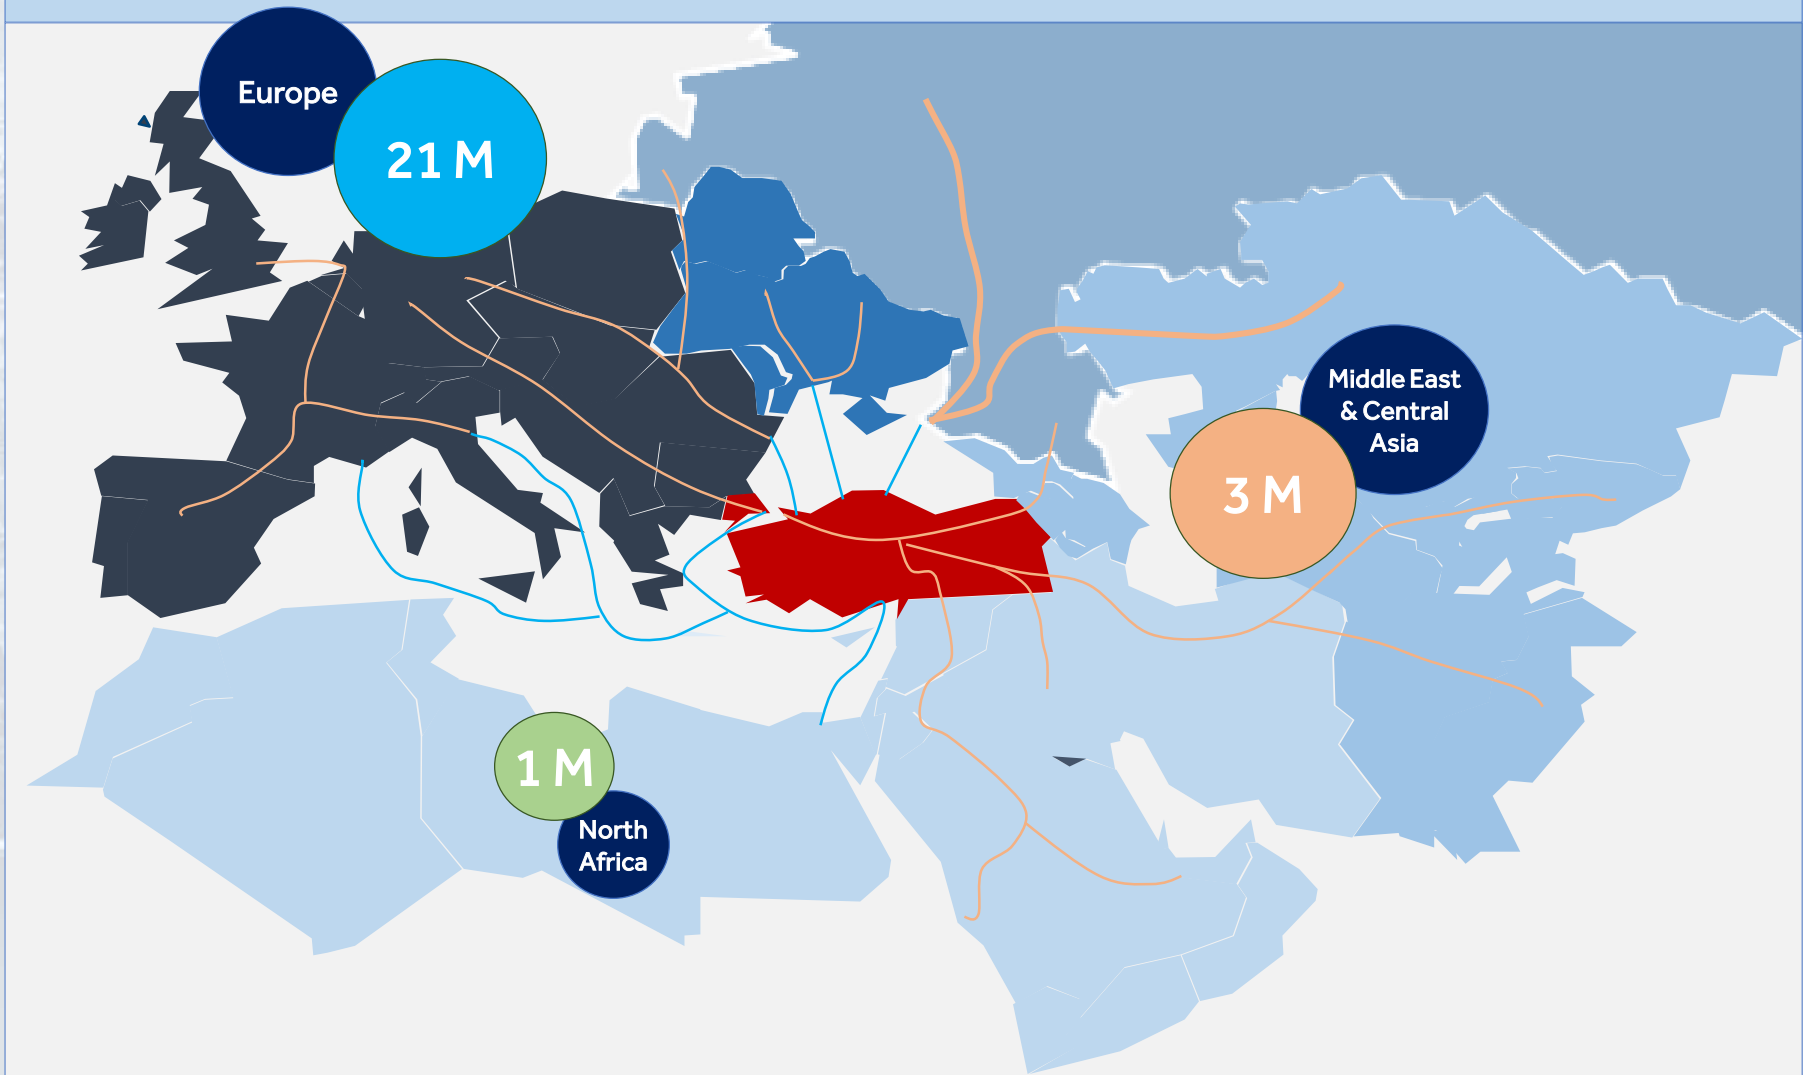 Europe
21 M
Middle East
& Central
Asia
3 M
1 M
North
Africa